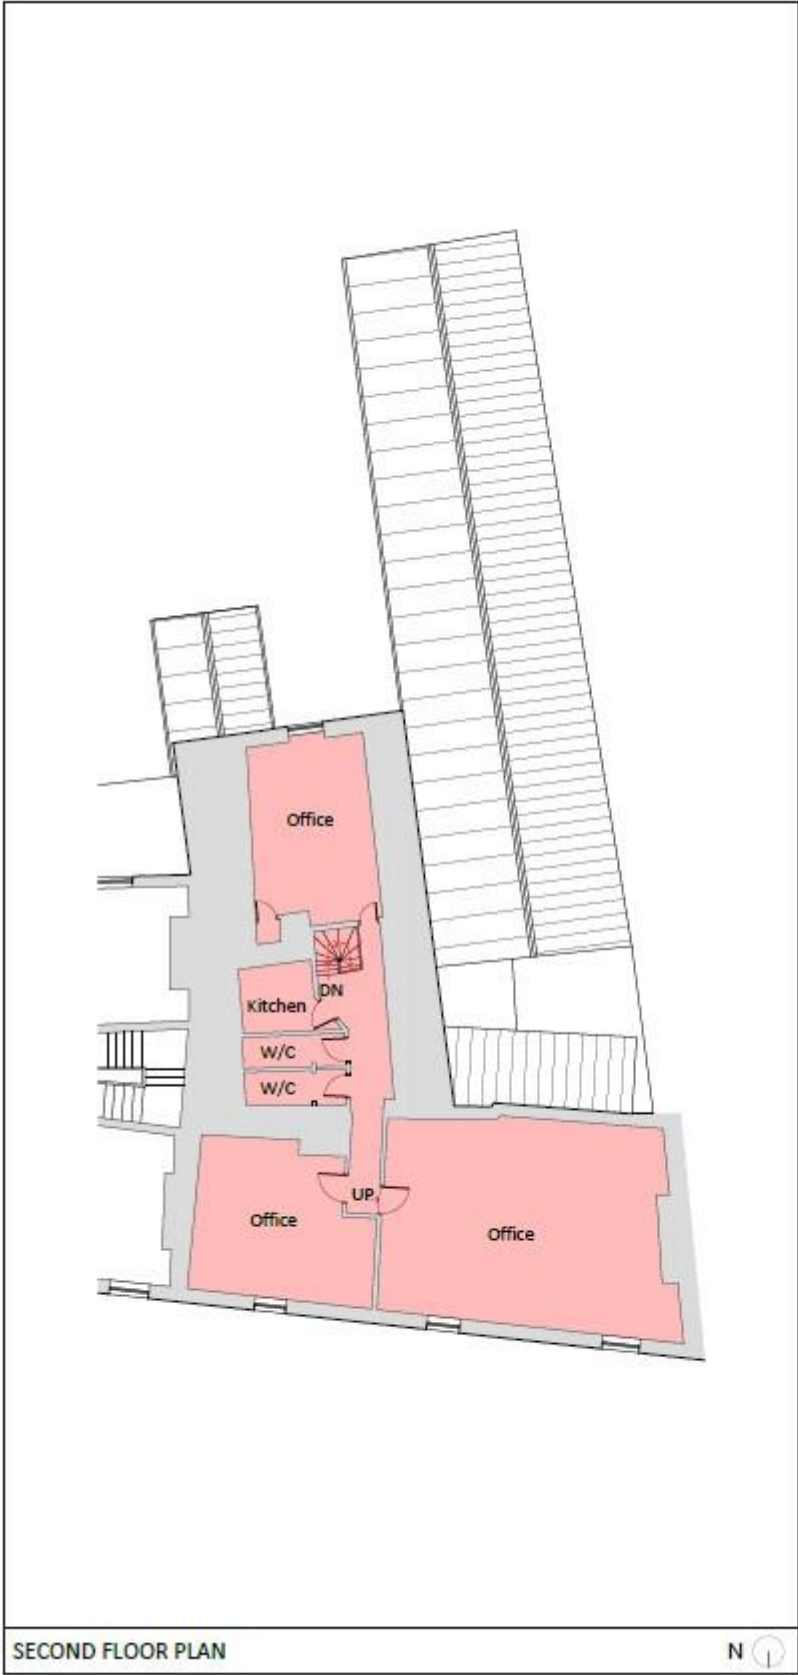 Office
DN
Kitchen
W/C
W/C
UP
Office
Office
SECOND FLOOR PLAN
N